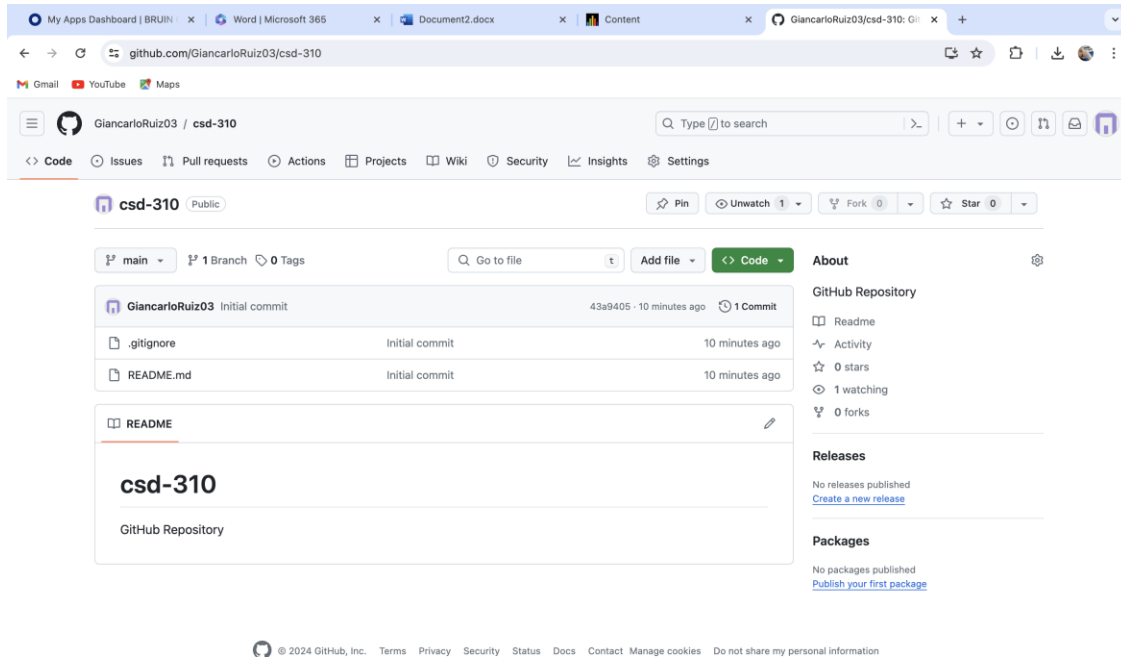 My Apps Dashboard | BRUIN
Word | Microsoft 365
Document2.docx
Content
GiancarloRuiz03/csd-310: Git
github.com/GiancarloRuiz03/csd-310
Gmail YouTube Maps
GiancarloRuiz03 / csd-310
Type / to search
Code Issues Pull requests Actions Projects Wiki Security Insights Settings
csd-310 Public
Pin Unwatch 1 Fork 0 Star 0
main 1 Branch 0 Tags Go to file t Add file Code
GiancarloRuiz03 Initial commit 43a9405 · 10 minutes ago 1 Commit
.gitignore Initial commit 10 minutes ago
README.md Initial commit 10 minutes ago
README
csd-310
GitHub Repository
About
GitHub Repository
Readme
Activity
0 stars
1 watching
0 forks
Releases
No releases published
Create a new release
Packages
No packages published
Publish your first package
© 2024 GitHub, Inc. Terms Privacy Security Status Docs Contact Manage cookies Do not share my personal information